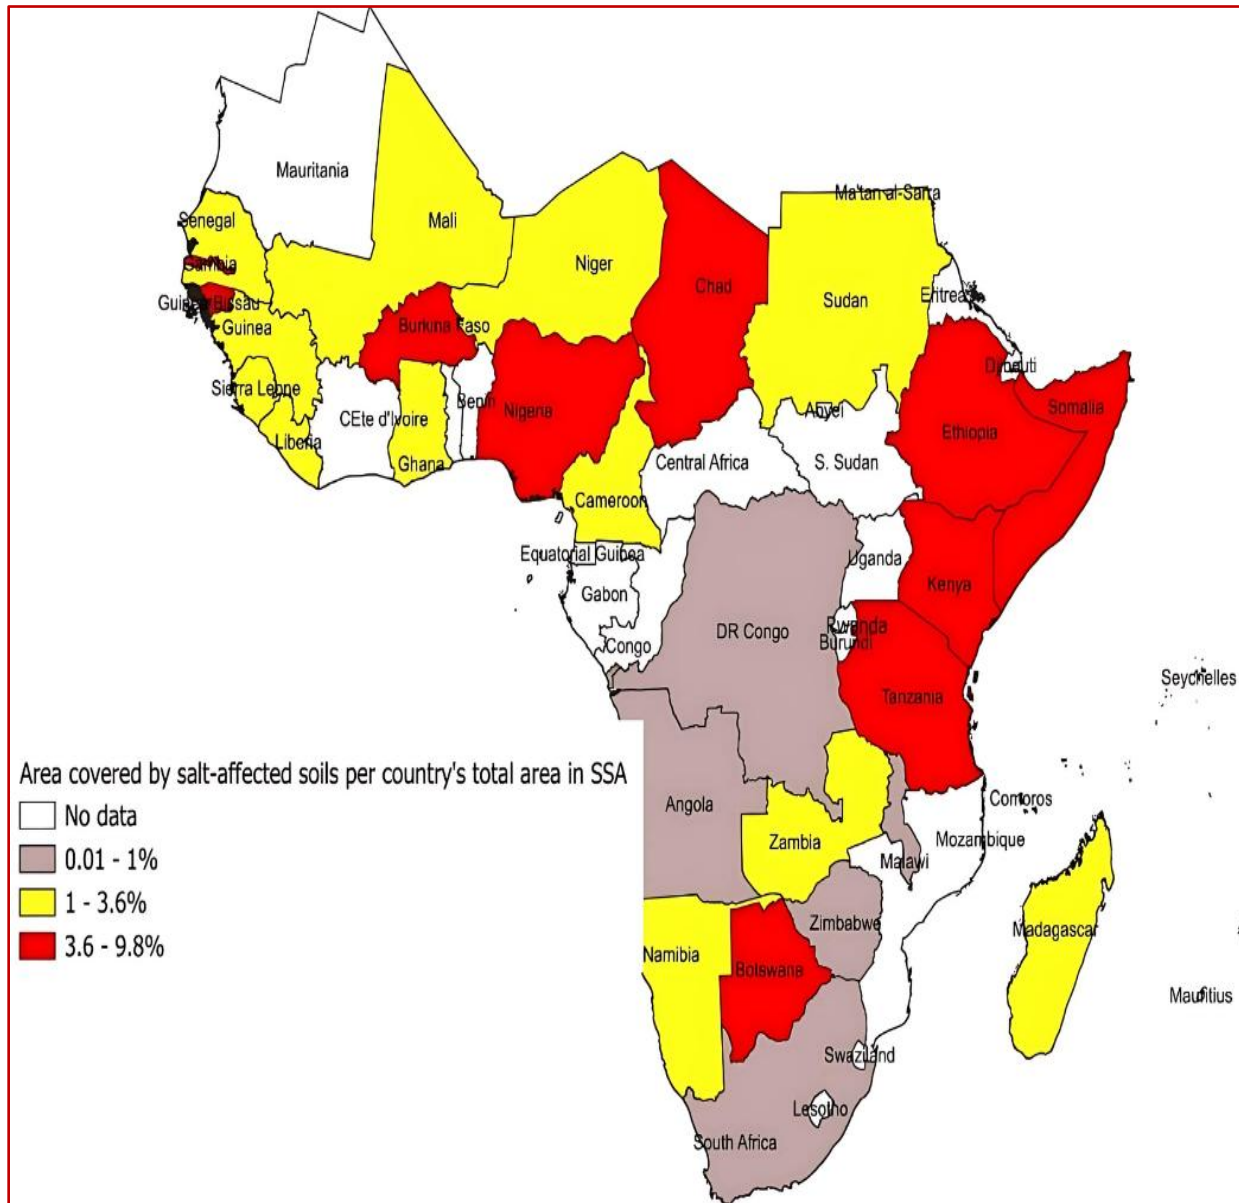 Ma'tan al-Sarra
Mauritania
Senegal
Mali
Niger
Chad
Sudan
Eritrea
Gambia
Guinea Bissau
Guinea
Burkina Faso
Djibouti
Somalia
Sierra Leone
Benin
Nigeria
Abyei
Ethiopia
CEte d'Ivoire
Liberia
Ghana
Central Africa
S. Sudan
Cameroon
Equatorial Guinea
Uganda
Kenya
Gabon
Rwanda
DR Congo
Burundi
Congo
Seychelles
Tanzania
Area covered by salt-affected soils per country's total area in SSA
No data
0.01 - 1%
1 - 3.6%
3.6 - 9.8%
Angola
Comoros
Zambia
Mozambique
Malawi
Zimbabwe
Madagascar
Namibia
Botswana
Mauritius
Swaziland
Lesotho
South Africa